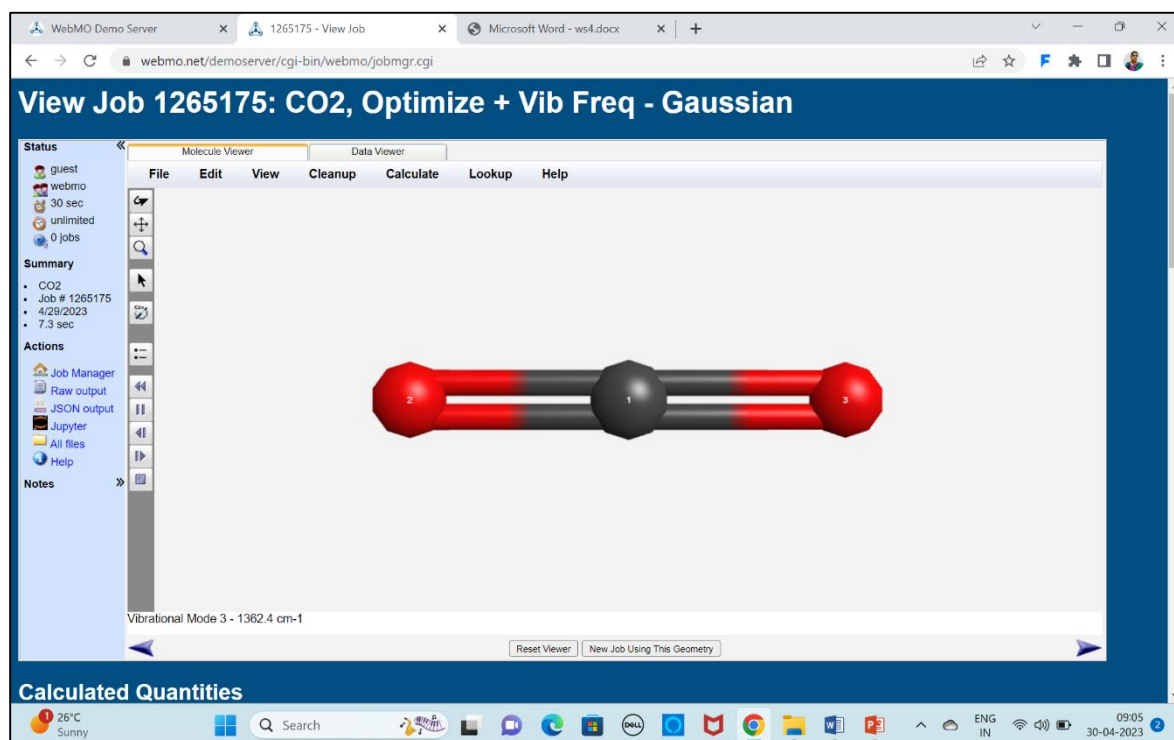 WebMO Demo Server
1265175 - View Job
Microsoft Word - ws4.docx
webmo.net/demoserver/cgi-bin/webmo/jobmgr.cgi
View Job 1265175: CO2, Optimize + Vib Freq - Gaussian
Status
guest
webmo
30 sec
unlimited
0 jobs
Summary
CO2
Job # 1265175
4/29/2023
7.3 sec
Actions
Job Manager
Raw output
JSON output
Jupyter
All files
Help
Notes
Molecule Viewer Data Viewer
File Edit View Cleanup Calculate Lookup Help
2 1 3
Vibrational Mode 3 - 1362.4 cm-1
Reset Viewer New Job Using This Geometry
Calculated Quantities
1
26°C
Sunny
Search
DELL
ENG
IN
09:05
30-04-2023
2